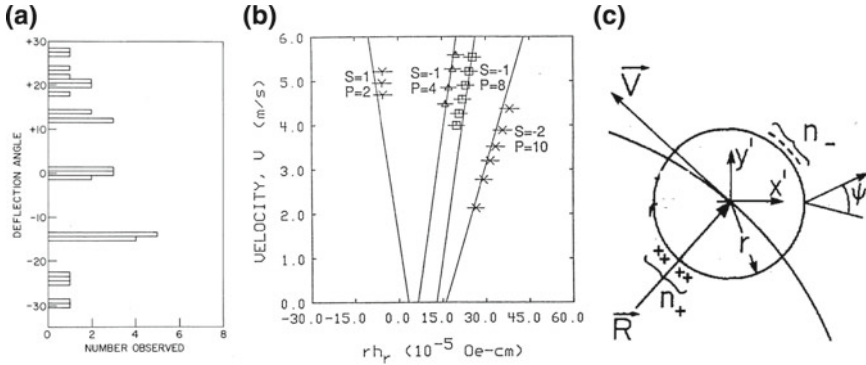 (a)
+30
+20
+10
0
-10
-20
-30
DEFLECTION ANGLE
0 2 4 6 8
NUMBER OBSERVED
(b)
6.0
5.0
4.0
3.0
2.0
1.0
0.0
VELOCITY, V (m/s)
S=1
P=2
S=-1
P=4
S=-1
P=8
S=-2
P=10
-30.0 -15.0 0.0 15.0 30.0 45.0 60.0
rhr (10-5 Oe-cm)
(c)
V
n-
y'
x'
ψ
r
++ ++
n+
R